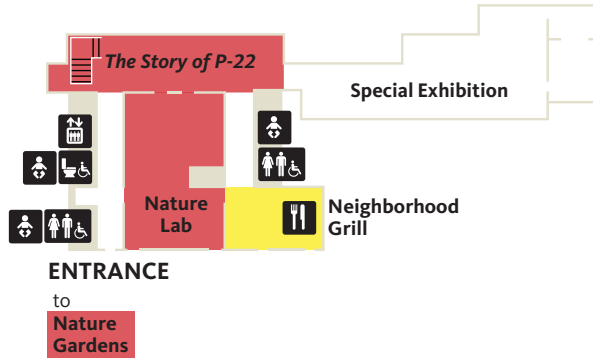 The Story of P-22
Special Exhibition
Nature
Lab
Neighborhood
Grill
ENTRANCE
to
Nature
Gardens